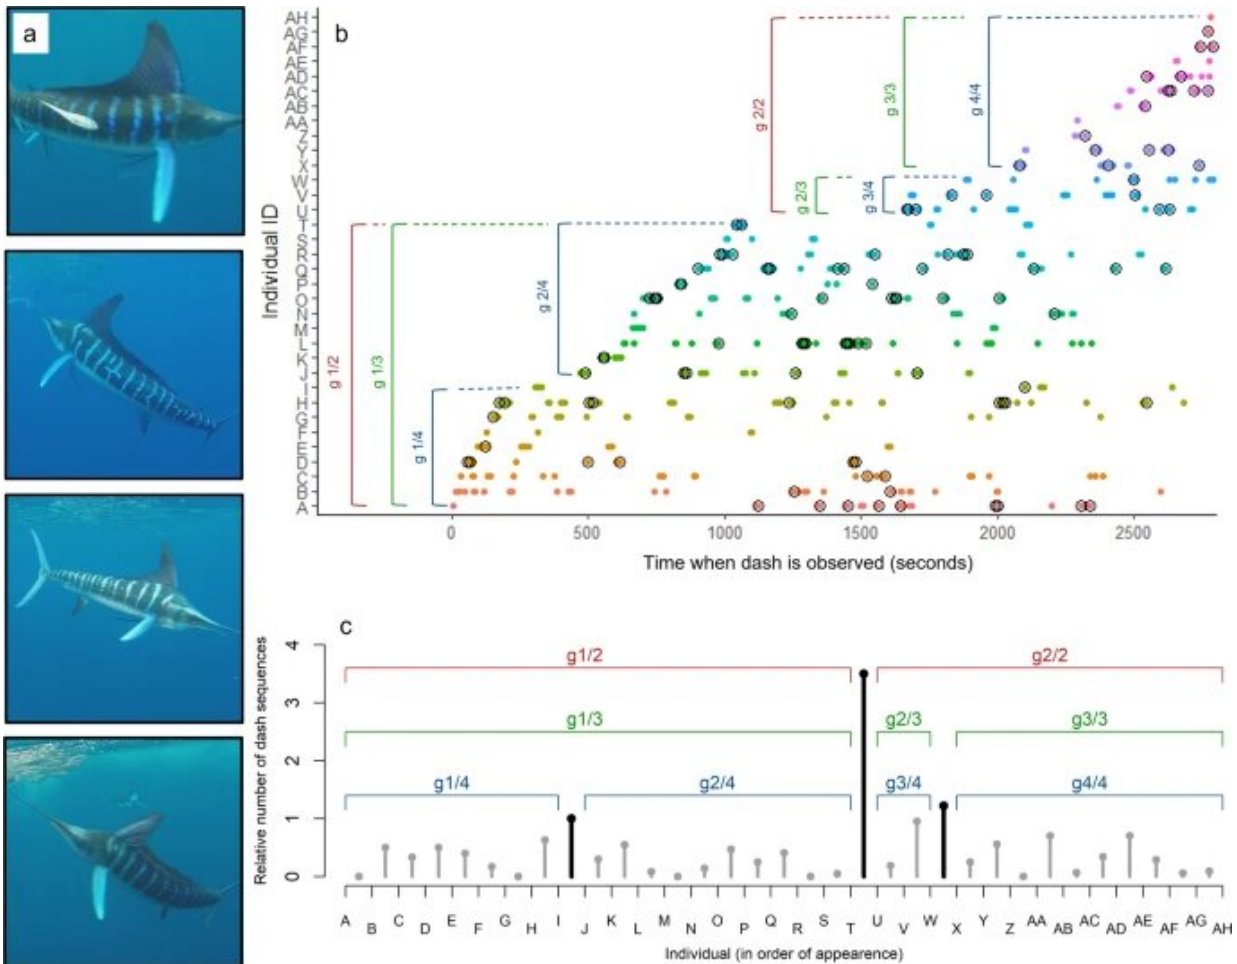 a
b
Individual ID
AH
AG
AF
AE
AD
AC
AB
AA
Z
Y
X
W
V
U
T
S
R
Q
P
O
N
M
L
K
J
I
H
G
F
E
D
C
B
A
g 1/2
g 1/3
g 1/4
g 2/4
g 2/2
g 2/3
g 3/4
g 3/3
g 4/4
0 500 1000 1500 2000 2500
Time when dash is observed (seconds)
c
Relative number of dash sequences
4
3
2
1
0
g1/2 g2/2
g1/3 g2/3 g3/3
g1/4 g2/4 g3/4 g4/4
A B C D E F G H I J K L M N O P Q R S T U V W X Y Z AA AB AC AD AE AF AG AH
Individual (in order of appearence)